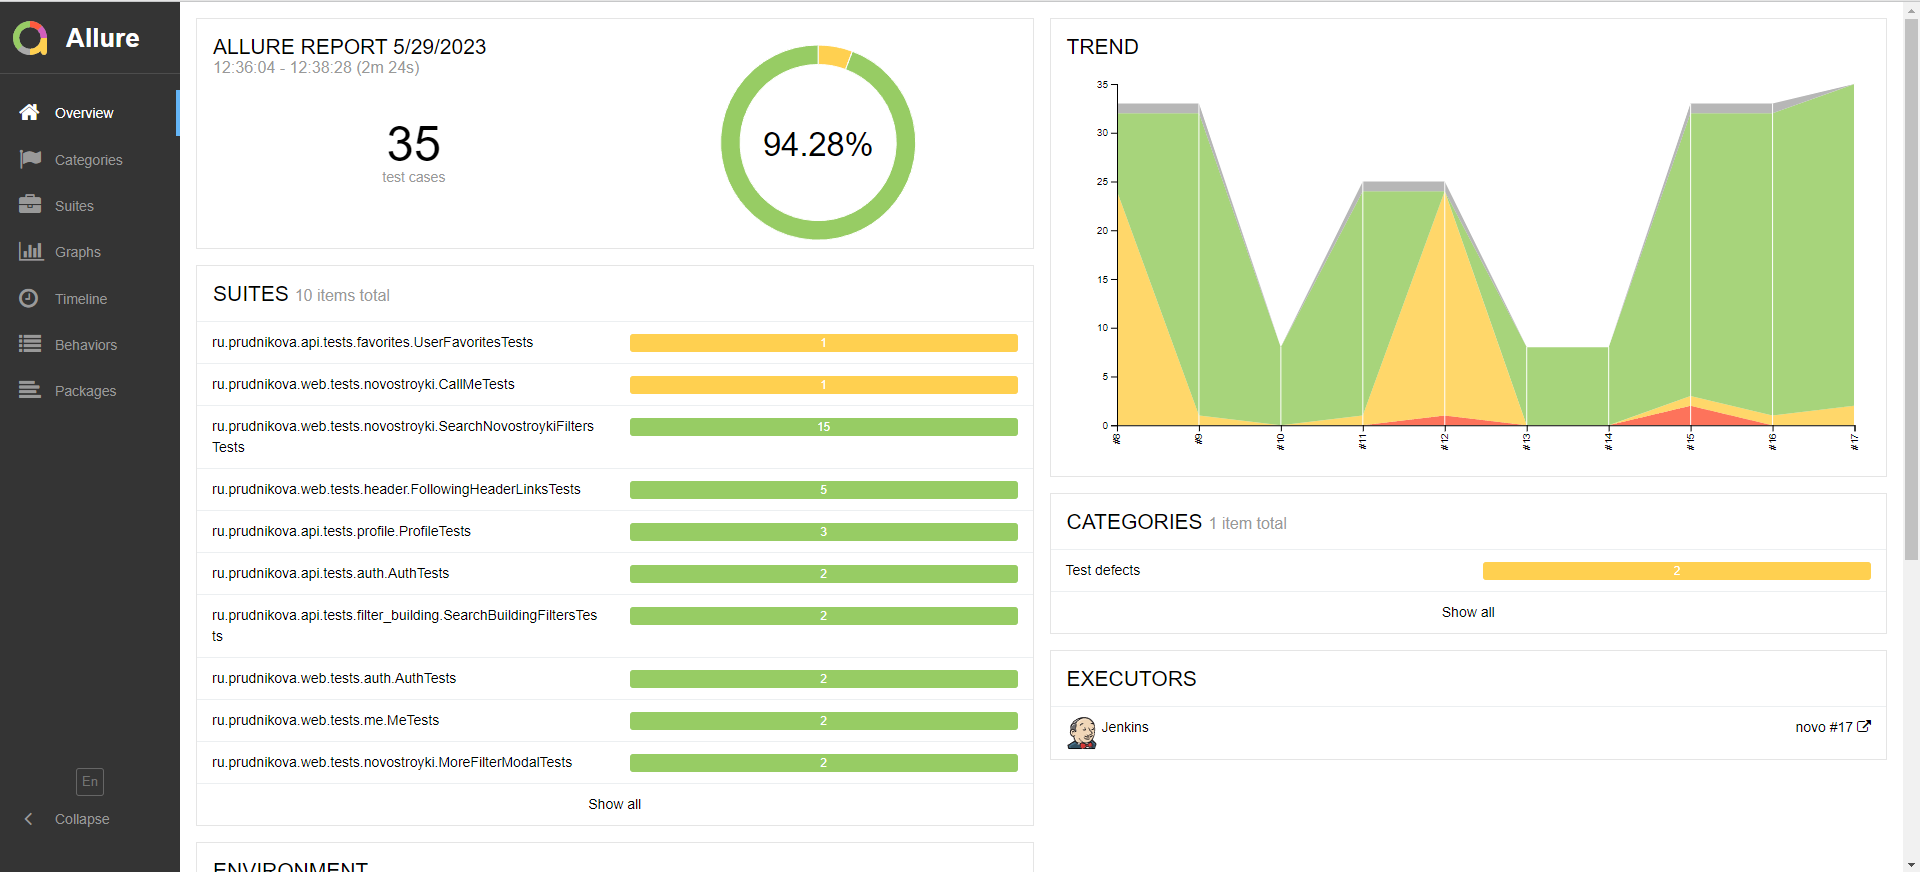 Allure
Overview
Categories
Suites
Graphs
Timeline
Behaviors
Packages
En
Collapse
ALLURE REPORT 5/29/2023
12:36:04 - 12:38:28 (2m 24s)
35
test cases
94.28%
SUITES 10 items total
ru.prudnikova.api.tests.favorites.UserFavoritesTests 1
ru.prudnikova.web.tests.novostroyki.CallMeTests 1
ru.prudnikova.web.tests.novostroyki.SearchNovostroykiFilters 15
Tests
ru.prudnikova.web.tests.header.FollowingHeaderLinksTests 5
ru.prudnikova.api.tests.profile.ProfileTests 3
ru.prudnikova.api.tests.auth.AuthTests 2
ru.prudnikova.api.tests.filter_building.SearchBuildingFiltersTes 2
ts
ru.prudnikova.web.tests.auth.AuthTests 2
ru.prudnikova.web.tests.me.MeTests 2
ru.prudnikova.web.tests.novostroyki.MoreFilterModalTests 2
Show all
ENVIRONMENT
TREND
35
30
25
20
15
10
5
0
#8 #9 #10 #11 #12 #13 #14 #15 #16 #17
CATEGORIES 1 item total
Test defects 2
Show all
EXECUTORS
Jenkins novo #17